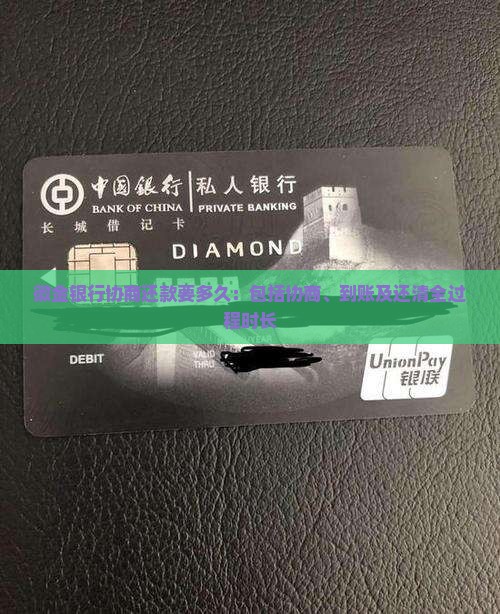 中國銀行 私人银行
BANK OF CHINA PRIVATE BANKING
长城借记卡
DIAMOND
银行协商还款要多久：包括协商、到账及还清全过
程时长
DEBIT
VALID
THRU
UnionPay
银联